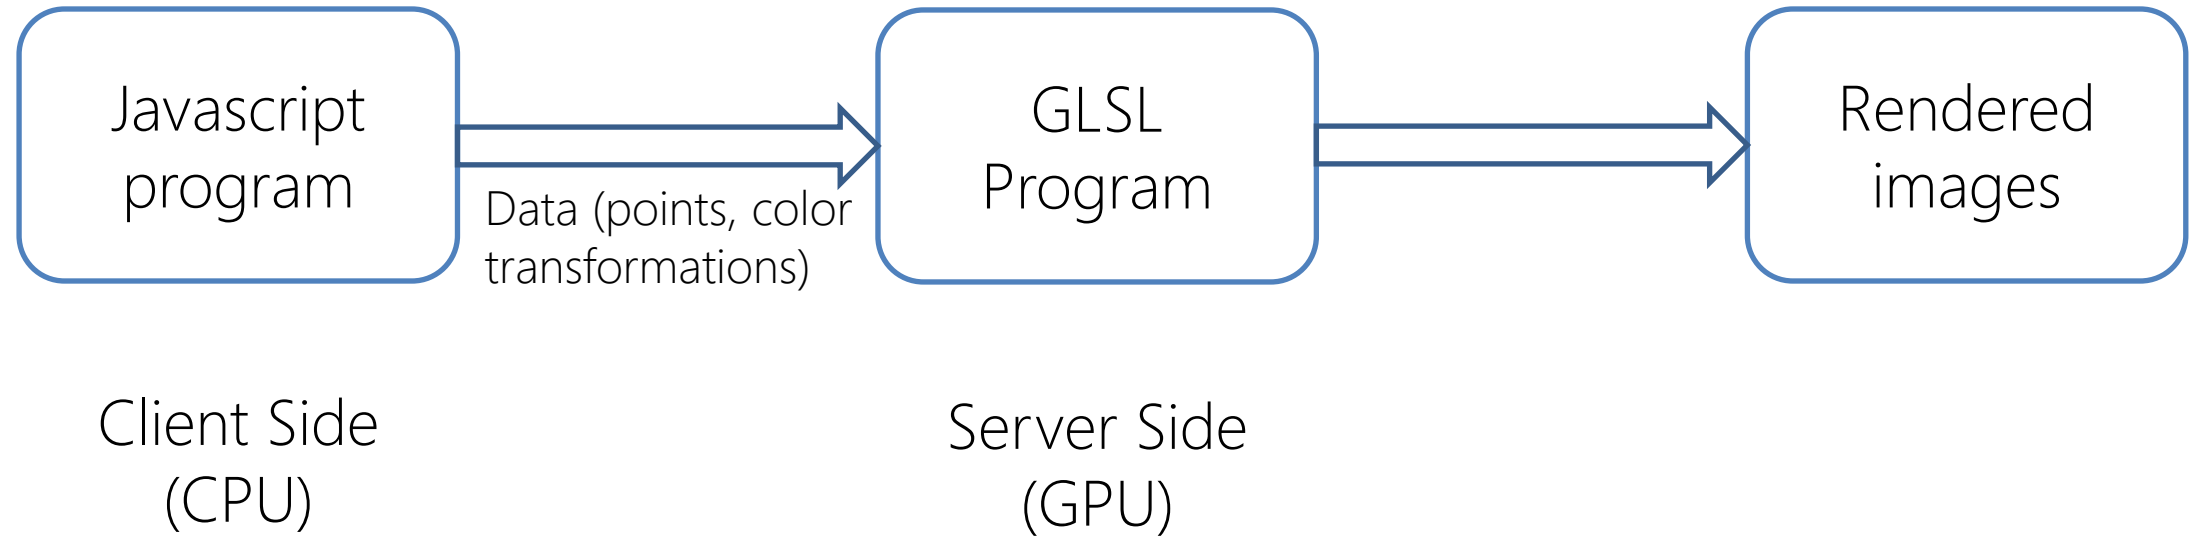 Javascript
program
Data (points, color
transformations)
GLSL
Program
Rendered
images
Client Side
(CPU)
Server Side
(GPU)